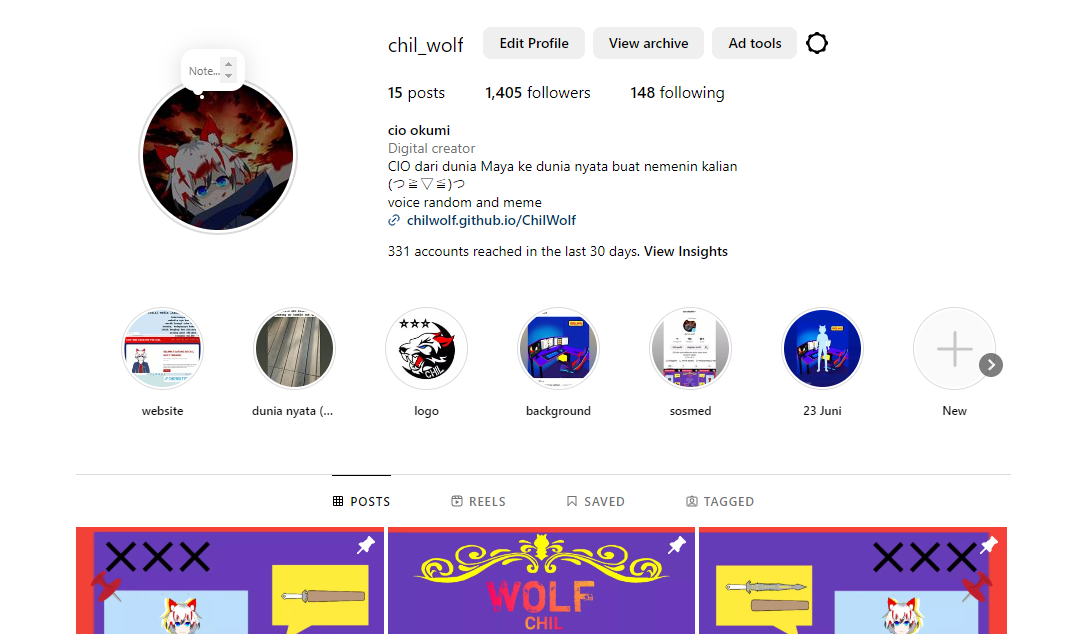 chil_wolf
Edit Profile
View archive
Ad tools
Note...
15 posts
1,405 followers
148 following
cio okumi
Digital creator
CIO dari dunia Maya ke dunia nyata buat nemenin kalian
(つ≧▽≦)つ
voice random and meme
chilwolf.github.io/ChilWolf
331 accounts reached in the last 30 days. View Insights
CHIL
website
dunia nyata (...
logo
background
sosmed
23 Juni
New
POSTS
REELS
SAVED
TAGGED
WOLF
CHIL